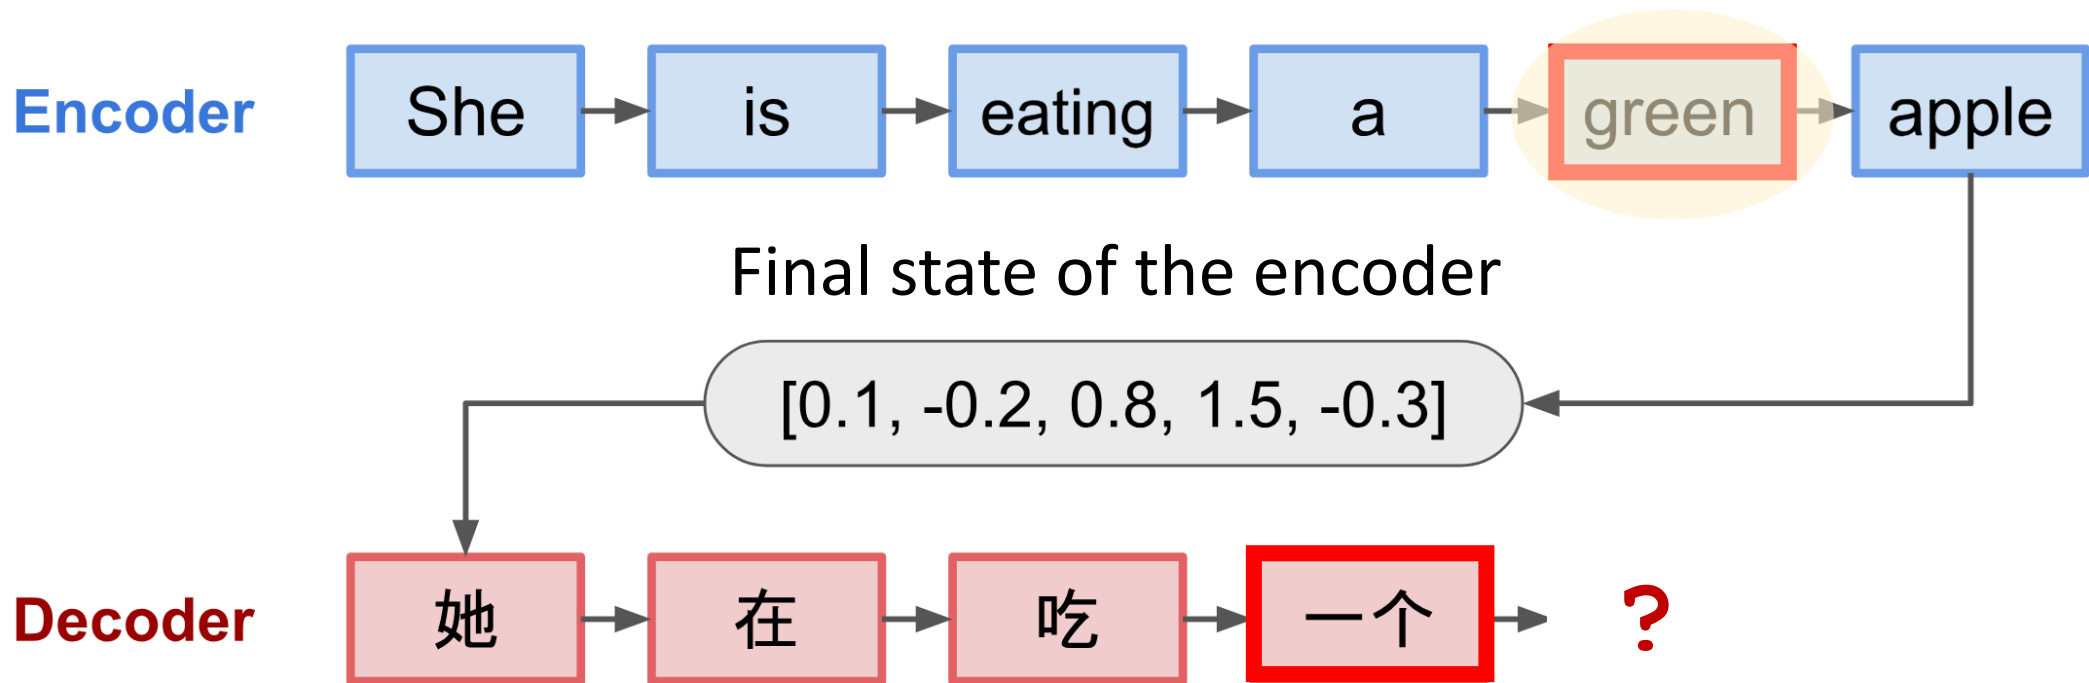 Encoder She is eating a green apple
Final state of the encoder
[0.1, -0.2, 0.8, 1.5, -0.3]
Decoder 她 在 吃 一个 ?